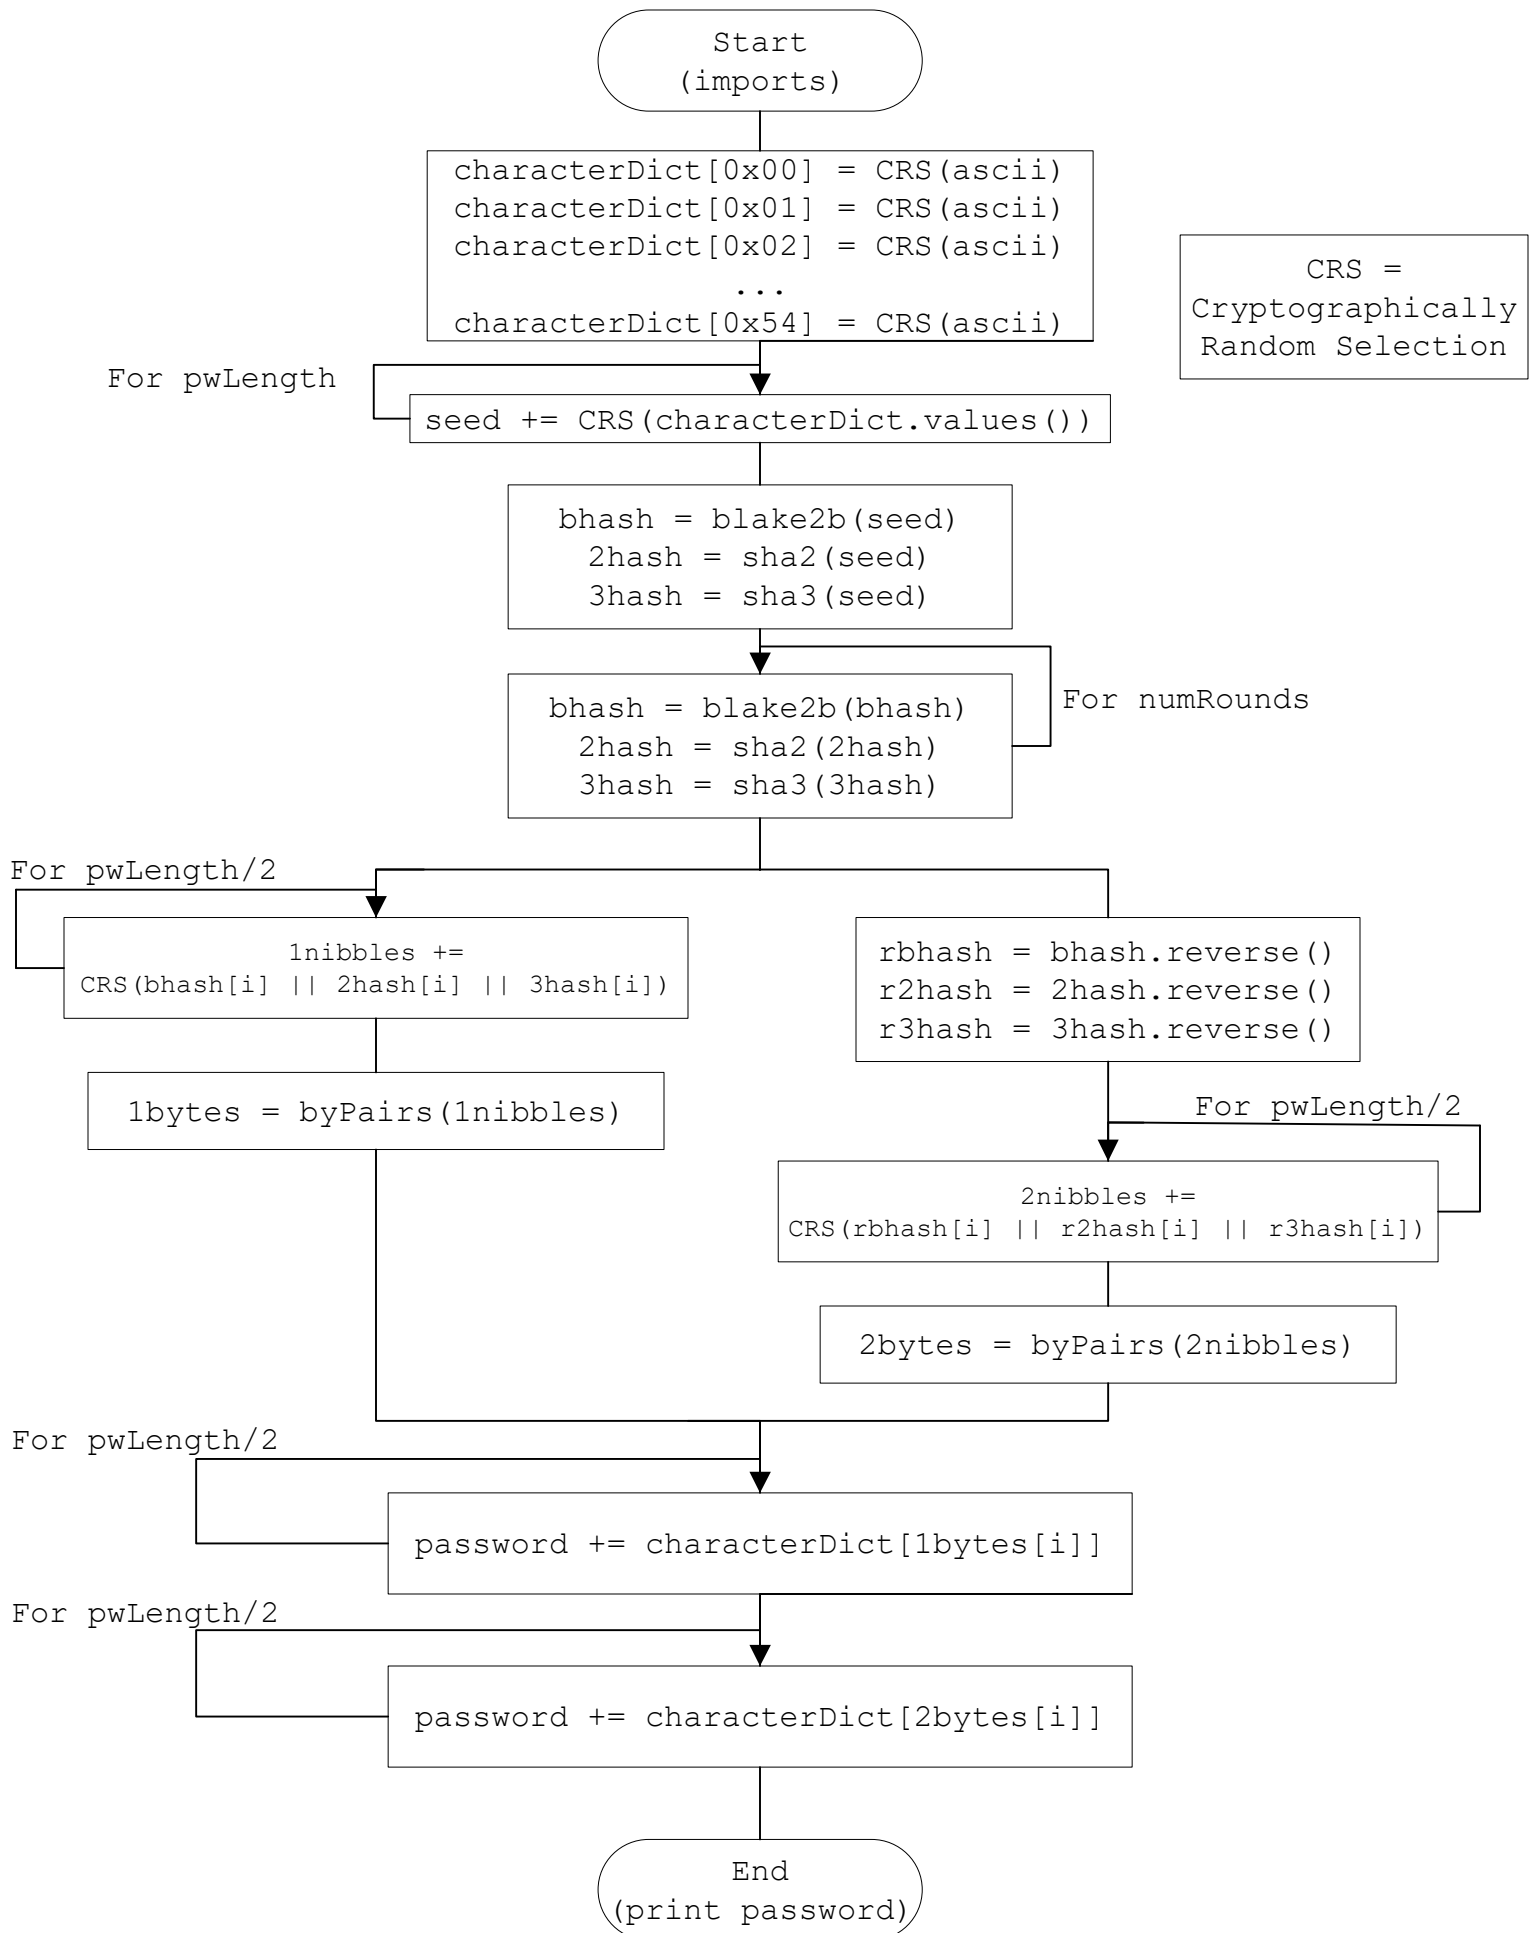 Start
(imports)
characterDict[0x00] = CRS(ascii)
characterDict[0x01] = CRS(ascii)
characterDict[0x02] = CRS(ascii)
...
characterDict[0x54] = CRS(ascii)
CRS =
Cryptographically
Random Selection
For pwLength
seed += CRS(characterDict.values())
bhash = blake2b(seed)
2hash = sha2(seed)
3hash = sha3(seed)
bhash = blake2b(bhash)
2hash = sha2(2hash)
3hash = sha3(3hash)
For numRounds
For pwLength/2
1nibbles +=
CRS(bhash[i] || 2hash[i] || 3hash[i])
1bytes = byPairs(1nibbles)
rbhash = bhash.reverse()
r2hash = 2hash.reverse()
r3hash = 3hash.reverse()
For pwLength/2
2nibbles +=
CRS(rbhash[i] || r2hash[i] || r3hash[i])
2bytes = byPairs(2nibbles)
For pwLength/2
password += characterDict[1bytes[i]]
For pwLength/2
password += characterDict[2bytes[i]]
End
(print password)